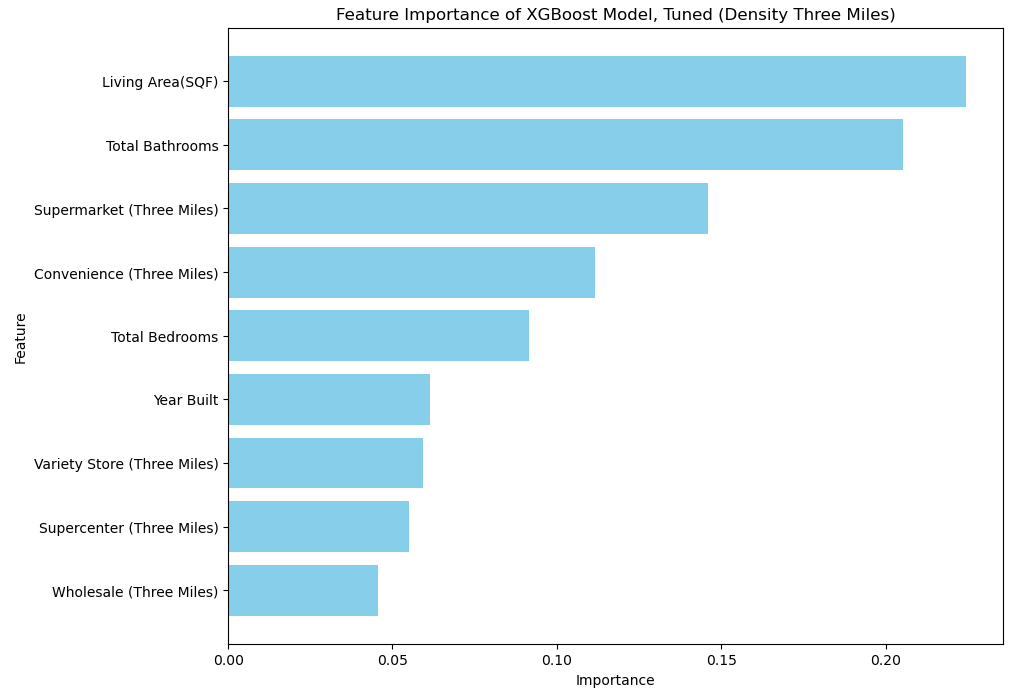 Feature Importance of XGBoost Model, Tuned (Density Three Miles)
Living Area(SQF)
Total Bathrooms
Supermarket (Three Miles)
Convenience (Three Miles)
Total Bedrooms
Year Built
Variety Store (Three Miles)
Supercenter (Three Miles)
Wholesale (Three Miles)
Feature
0.00 0.05 0.10 0.15 0.20
Importance